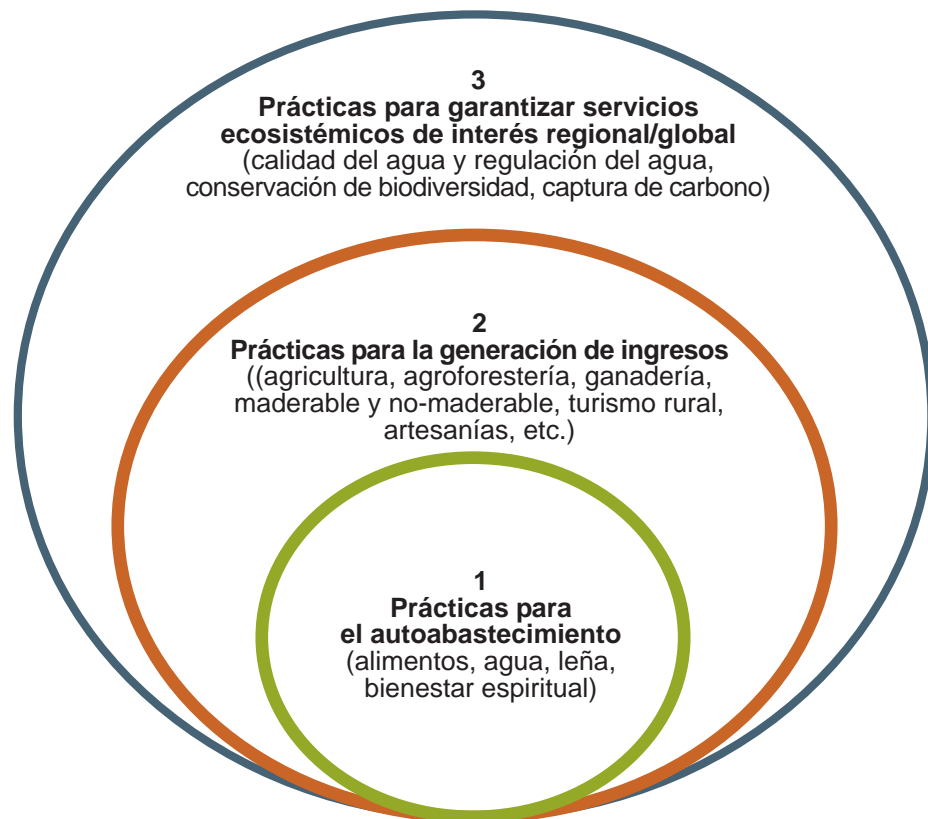 3
Prácticas para garantizar servicios
ecosistémicos de interés regional/global
(calidad del agua y regulación del agua,
conservación de biodiversidad, captura de carbono)
2
Prácticas para la generación de ingresos
((agricultura, agroforestería, ganadería,
maderable y no-maderable, turismo rural,
artesanías, etc.)
1
Prácticas para
el autoabastecimiento
(alimentos, agua, leña,
bienestar espiritual)